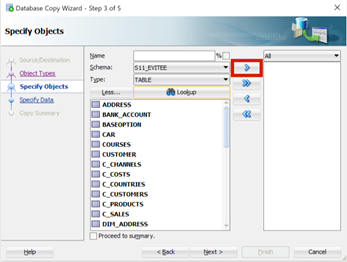 Database Copy Wizard - Step 3 of 5
Specify Objects
Source/Destination
Object Types
Specify Objects
Specify Data
Copy Summary
Name
%
All
Schema:
S11_EVITEE
Type:
TABLE
Less...
Lookup
ADDRESS
BANK_ACCOUNT
BASEOPTION
CAR
COURSES
CUSTOMER
C_CHANNELS
C_COSTS
C_COUNTRIES
C_CUSTOMERS
C_PRODUCTS
C_SALES
DIM_ADDRESS
Proceed to summary.
Help
< Back
Next >
Finish
Cancel